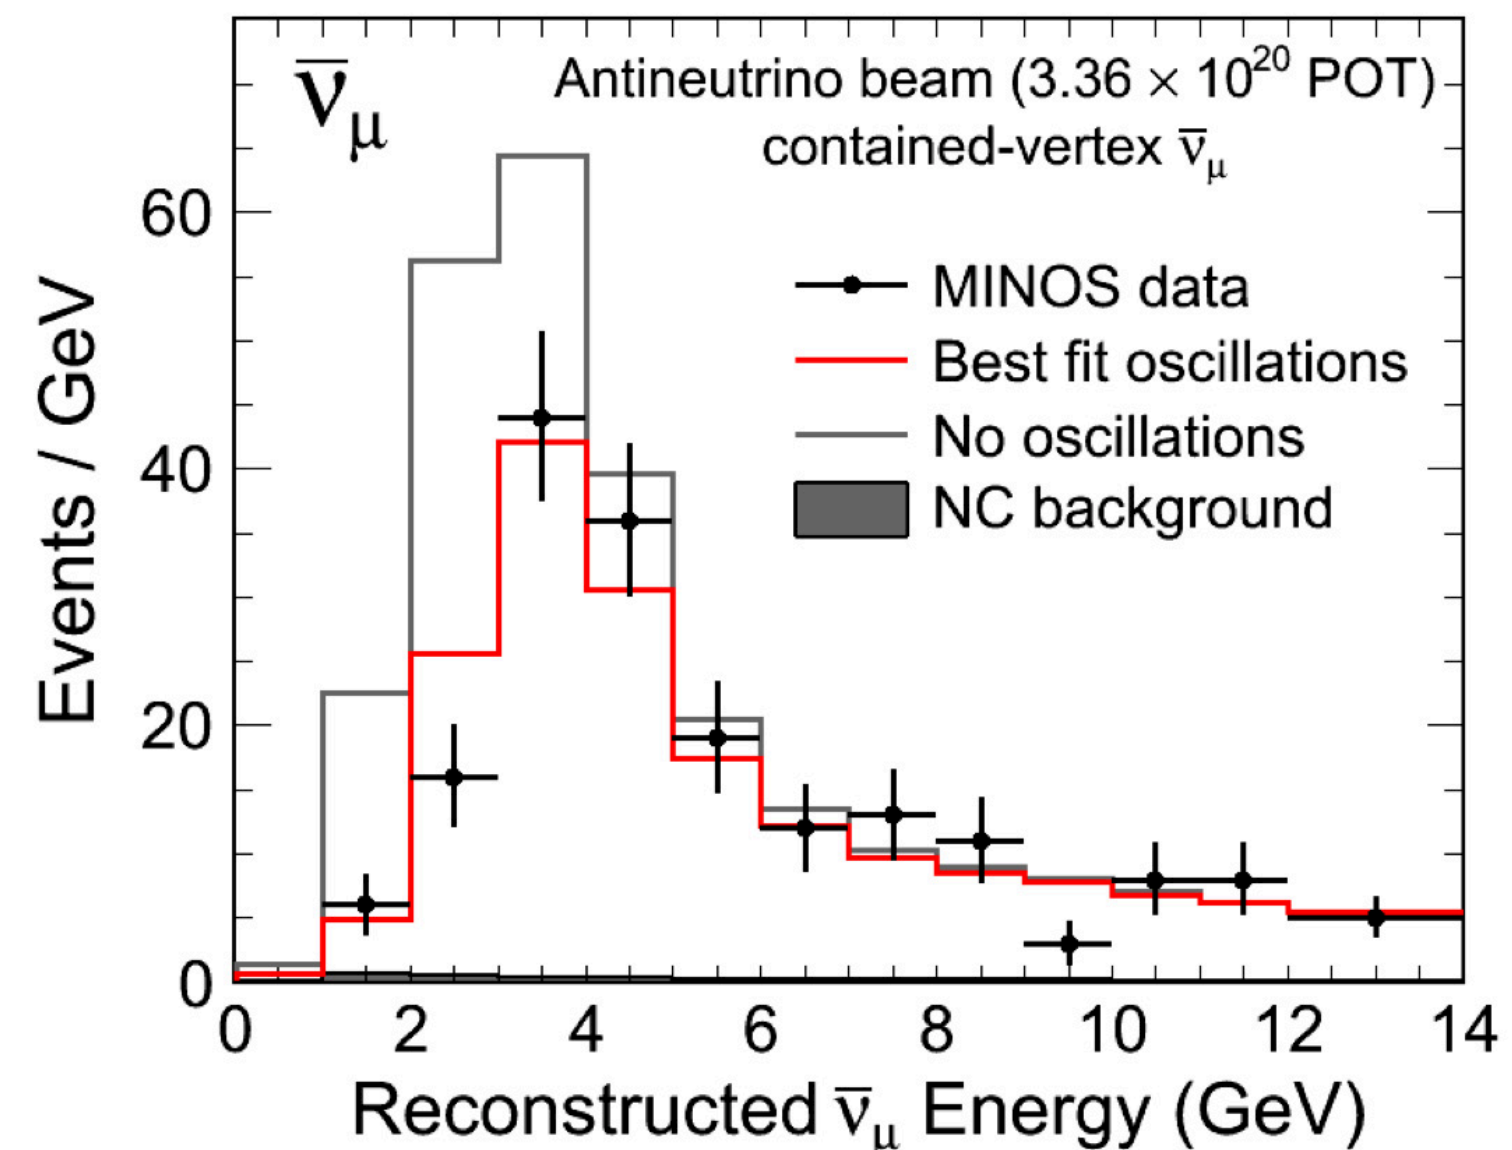 ν̅μ
Antineutrino beam (3.36 × 10²⁰ POT)
contained-vertex ν̅μ
MINOS data
Best fit oscillations
No oscillations
NC background
Events / GeV
60
40
20
0
0 2 4 6 8 10 12 14
Reconstructed ν̅μ Energy (GeV)